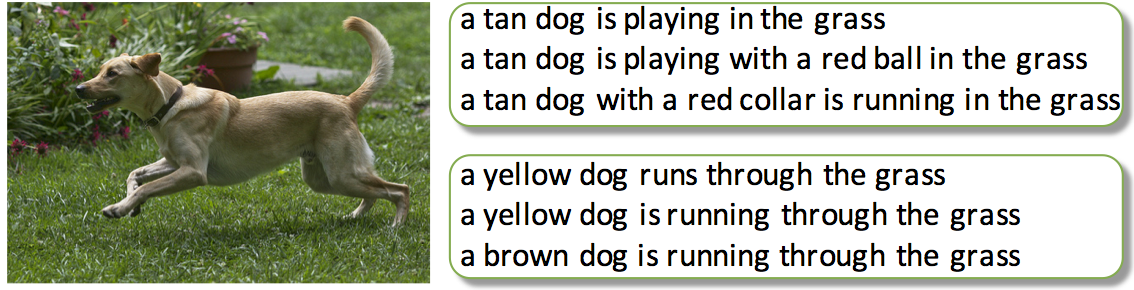 a tan dog is playing in the grass
a tan dog is playing with a red ball in the grass
a tan dog with a red collar is running in the grass
a yellow dog runs through the grass
a yellow dog is running through the grass
a brown dog is running through the grass